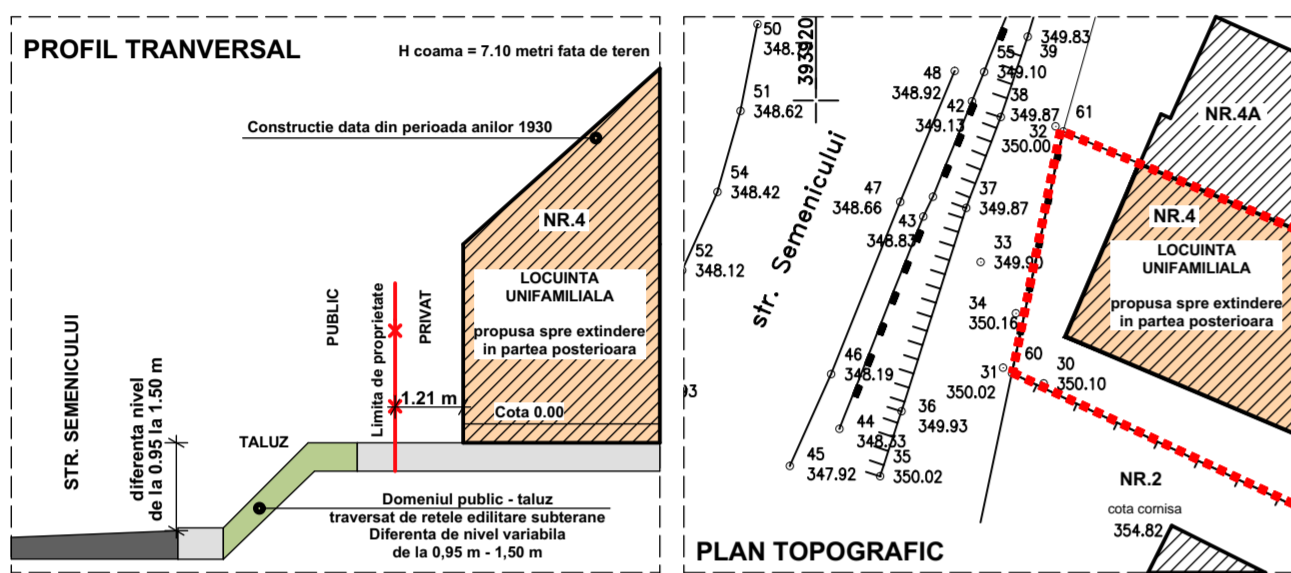 PROFIL TRANVERSAL
H coama = 7.10 metri fata de teren
Constructie data din perioada anilor 1930
NR.4
LOCUINTA
UNIFAMILIALA
propusa spre extindere
in partea posterioara
PUBLIC
Limita de proprietate
PRIVAT
1.21 m
Cota 0.00
STR. SEMENICULUI
diferenta nivel
de la 0.95 la 1.50 m
TALUZ
Domeniul public - taluz
traversat de retele edilitare subterane
Diferenta de nivel variabila
de la 0,95 m - 1,50 m
50
348.7
393920
51
348.62
54
348.42
52
348.12
93
str. Semenicului
48
348.92
55
349.10
349.83
39
42
349.13
38
349.87
61
32
350.00
47
348.66
43
348.83
37
349.87
33
349.90
34
350.16
46
348.19
31
350.02
60
30
350.10
36
349.93
44
348.33
45
347.92
35
350.02
NR.4A
NR.4
LOCUINTA
UNIFAMILIALA
propusa spre extindere
in partea posterioara
NR.2
cota cornisa
354.82
PLAN TOPOGRAFIC